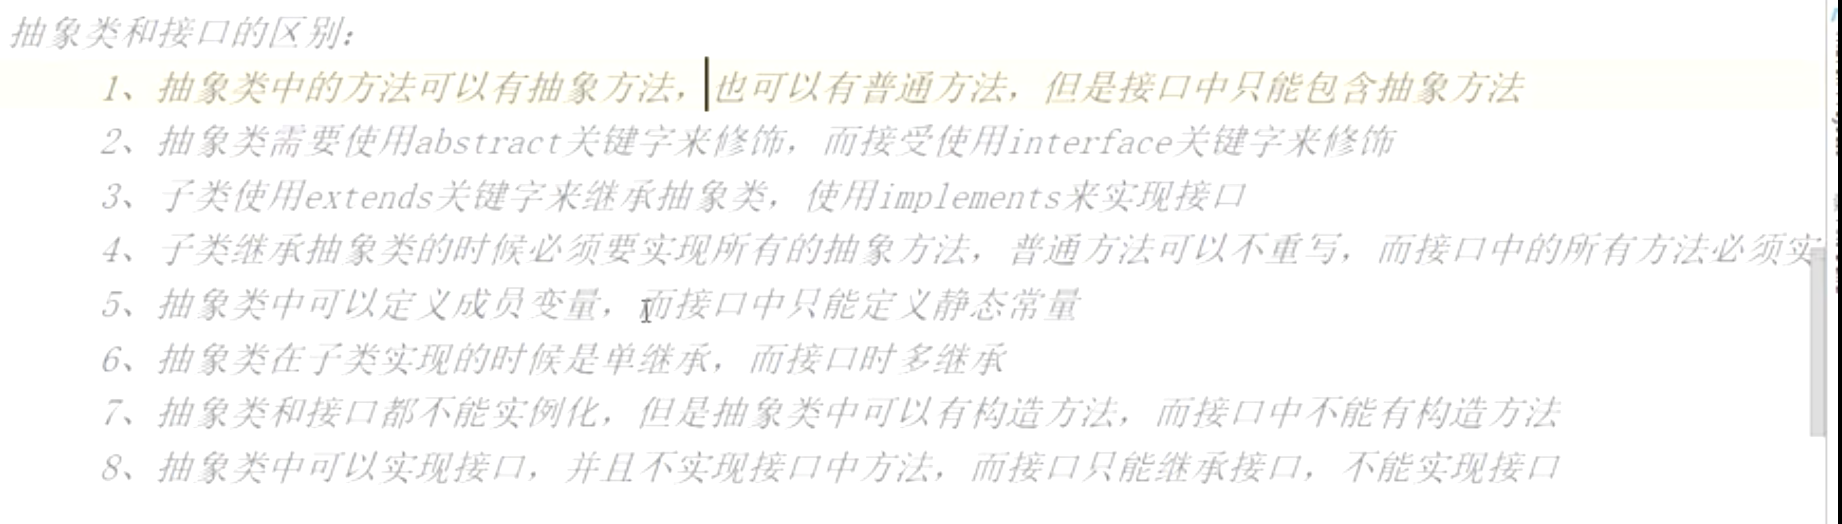 抽象类和接口的区别：
1、抽象类中的方法可以有抽象方法，也可以有普通方法，但是接口中只能包含抽象方法
2、抽象类需要使用abstract关键字来修饰，而接受使用interface关键字来修饰
3、子类使用extends关键字来继承抽象类，使用implements来实现接口
4、子类继承抽象类的时候必须要实现所有的抽象方法，普通方法可以不重写，而接口中的所有方法必须实
5、抽象类中可以定义成员变量，而接口中只能定义静态常量
6、抽象类在子类实现的时候是单继承，而接口时多继承
7、抽象类和接口都不能实例化，但是抽象类中可以有构造方法，而接口中不能有构造方法
8、抽象类中可以实现接口，并且不实现接口中方法，而接口只能继承接口，不能实现接口